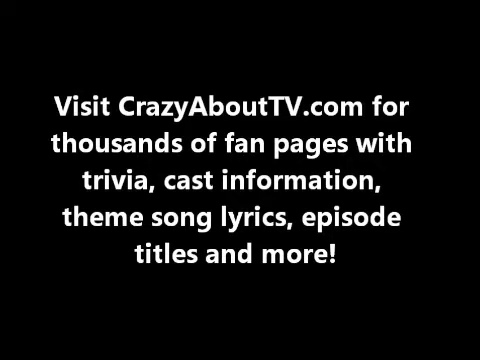 Visit CrazyAboutTV.com for
thousands of fan pages with
trivia, cast information,
theme song lyrics, episode
titles and more!